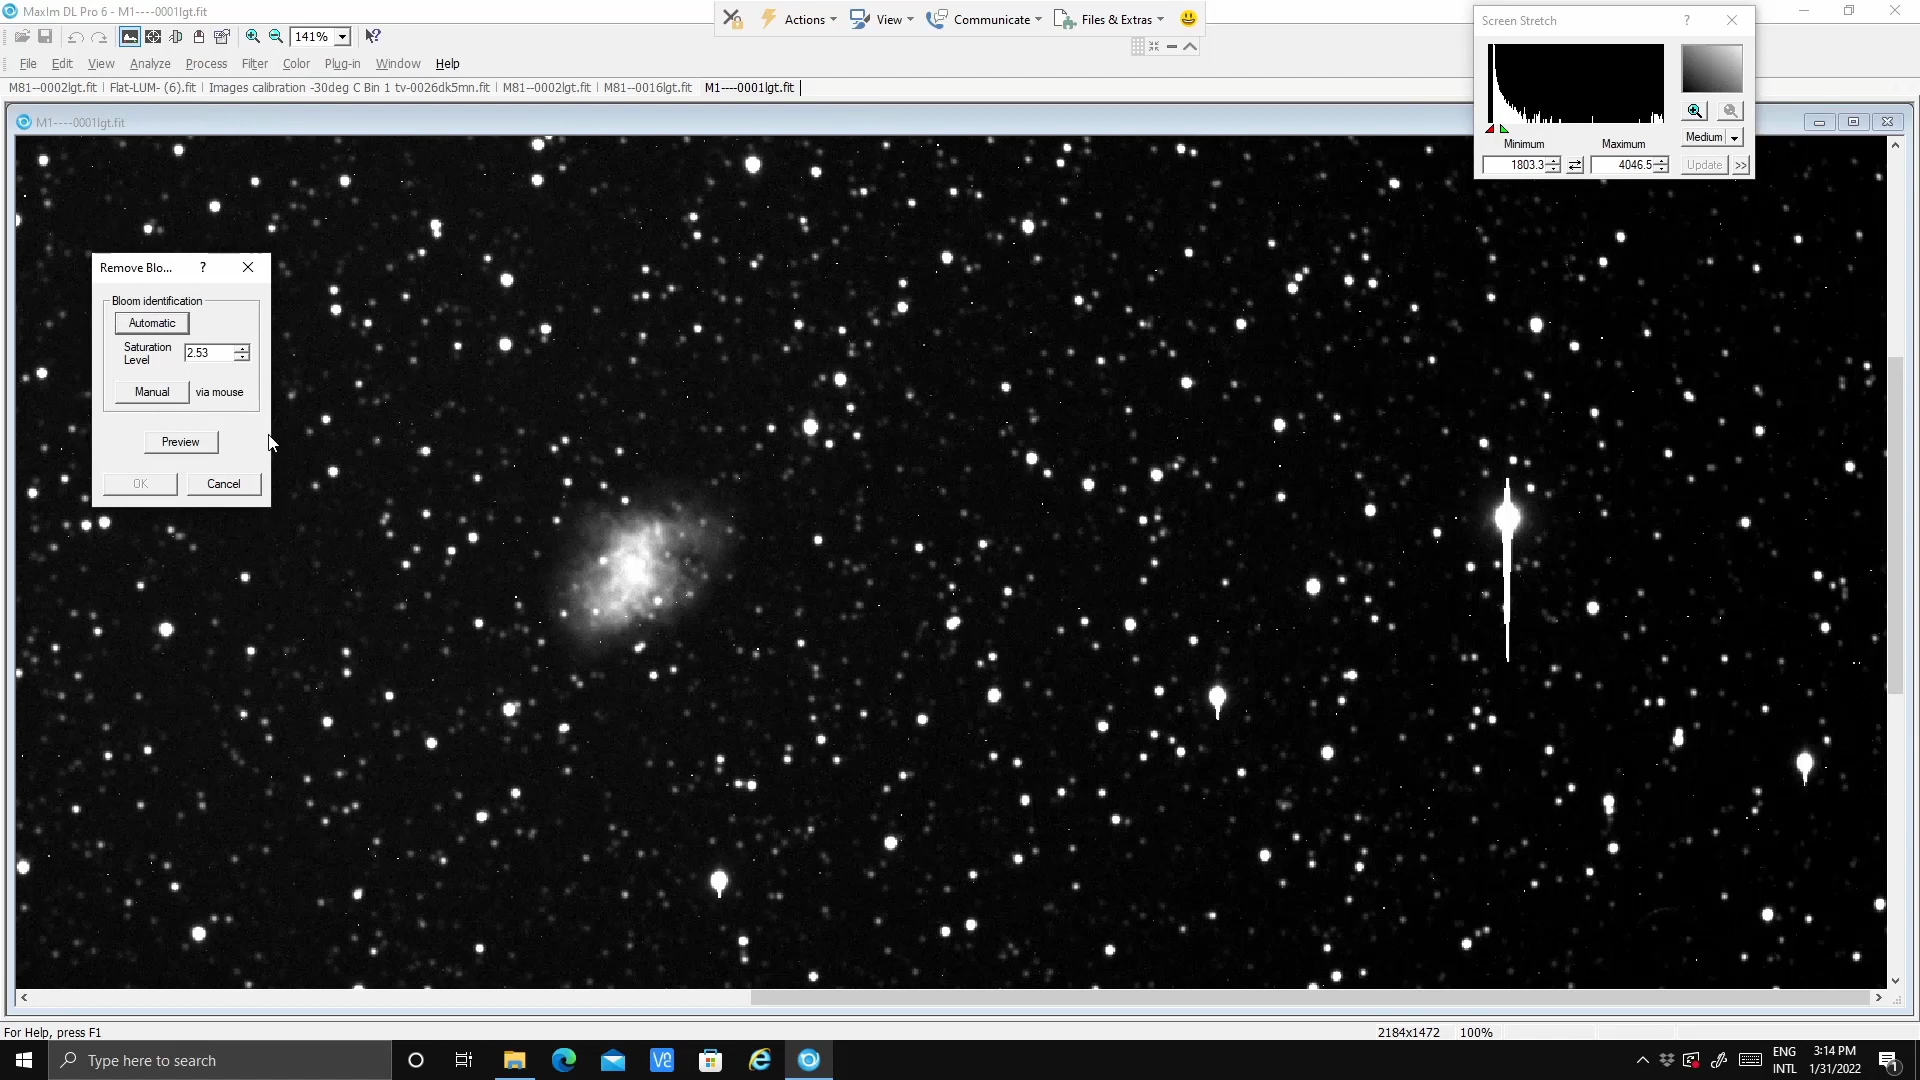 MaxIm DL Pro 6 - M1----0001lgt.fit
Actions
View
Communicate
Files & Extras
141%
File Edit View Analyze Process Filter Color Plug-in Window Help
M81--0002lgt.fit | Flat-LUM- (6).fit | Images calibration -30deg C Bin 1 tv-0026dk5mn.fit | M81--0002lgt.fit | M81--0016lgt.fit M1----0001lgt.fit
M1----0001lgt.fit
Screen Stretch ?
Medium
Minimum Maximum
1803.3 4046.5 Update >>
Remove Blo... ?
Bloom identification
Automatic
Saturation
Level
2.53
Manual via mouse
Preview
OK Cancel
For Help, press F1
2184x1472 100%
Type here to search
ENG
INTL
3:14 PM
1/31/2022
1